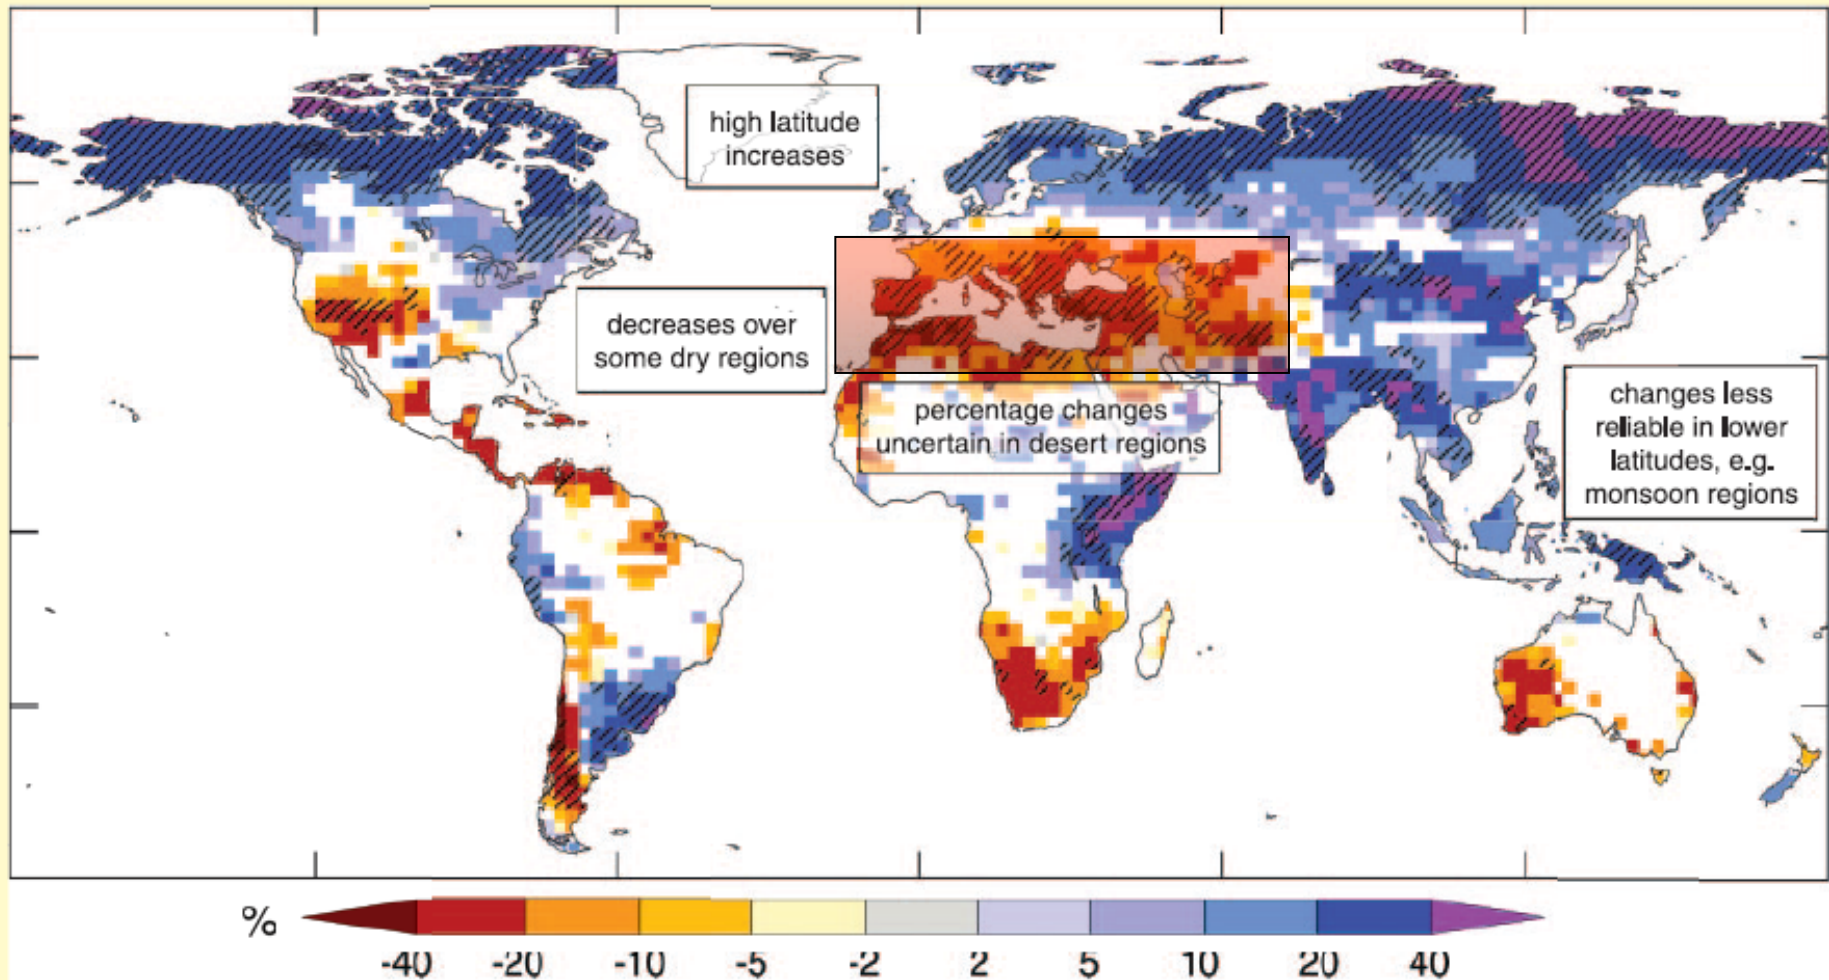 high latitude
increases
decreases over
some dry regions
percentage changes
uncertain in desert regions
changes less
reliable in lower
latitudes, e.g.
monsoon regions
%
-40 -20 -10 -5 -2 2 5 10 20 40